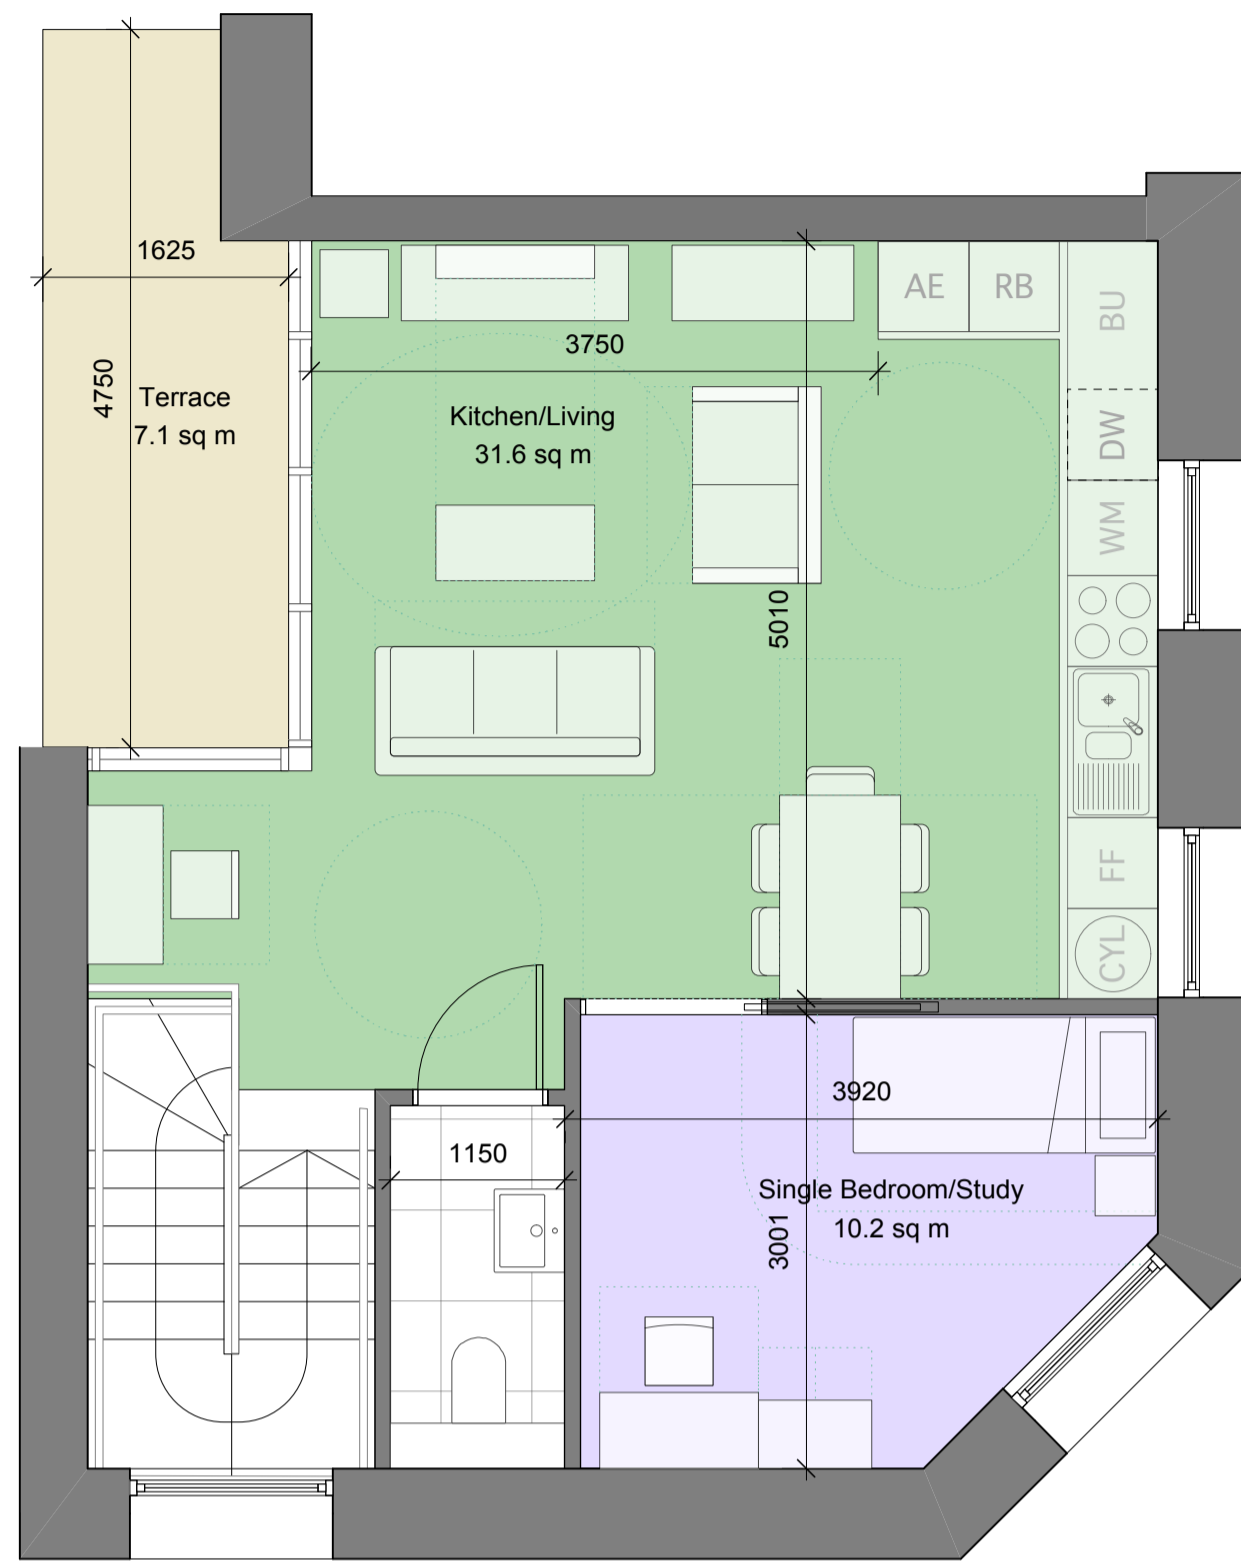 1625
4750
Terrace
7.1 sq m
3750
Kitchen/Living
31.6 sq m
AE
RB
BU
DW
WM
5010
FF
CYL
3920
1150
Single Bedroom/Study
10.2 sq m
3001